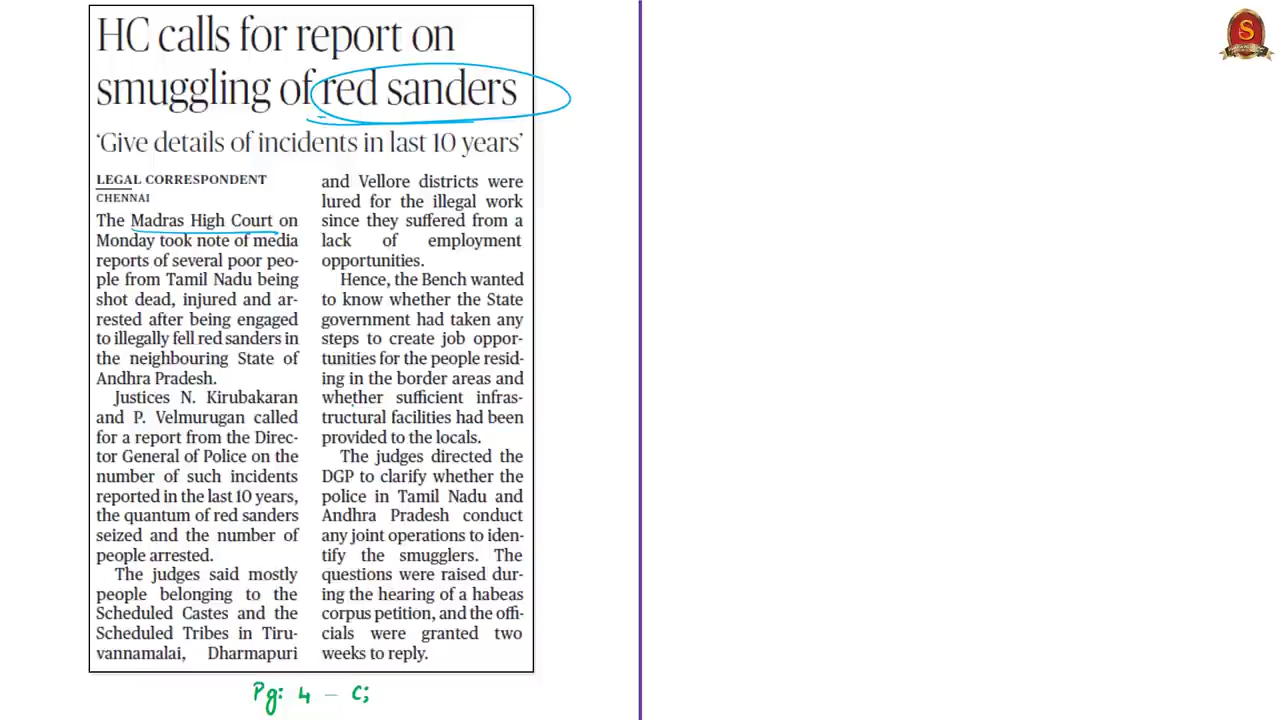 HC calls for report on
smuggling of red sanders
‘Give details of incidents in last 10 years’
LEGAL CORRESPONDENT
CHENNAI
The Madras High Court on
Monday took note of media
reports of several poor peo-
ple from Tamil Nadu being
shot dead, injured and ar-
rested after being engaged
to illegally fell red sanders in
the neighbouring State of
Andhra Pradesh.
Justices N. Kirubakaran
and P. Velmurugan called
for a report from the Direc-
tor General of Police on the
number of such incidents
reported in the last 10 years,
the quantum of red sanders
seized and the number of
people arrested.
The judges said mostly
people belonging to the
Scheduled Castes and the
Scheduled Tribes in Tiru-
vannamalai, Dharmapuri
and Vellore districts were
lured for the illegal work
since they suffered from a
lack of employment
opportunities.
Hence, the Bench wanted
to know whether the State
government had taken any
steps to create job oppor-
tunities for the people resid-
ing in the border areas and
whether sufficient infras-
tructural facilities had been
provided to the locals.
The judges directed the
DGP to clarify whether the
police in Tamil Nadu and
Andhra Pradesh conduct
any joint operations to iden-
tify the smugglers. The
questions were raised dur-
ing the hearing of a habeas
corpus petition, and the offi-
cials were granted two
weeks to reply.
Pg: 4 – C;
S